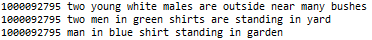 1000092795 two young white males are outside near many bushes
1000092795 two men in green shirts are standing in yard
1000092795 man in blue shirt standing in garden